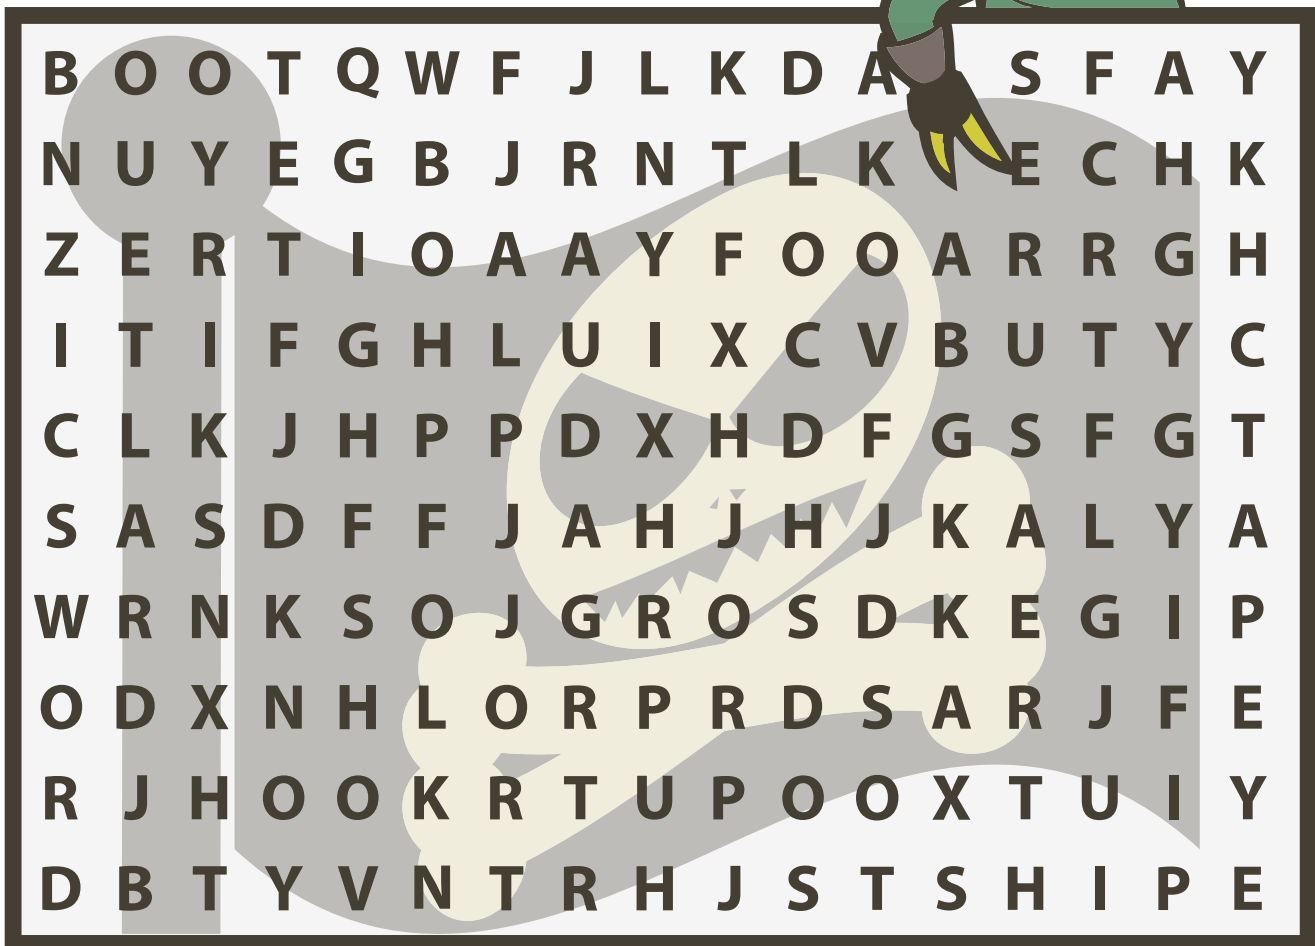 B O O T Q W F J L K D A S F A Y
N U Y E G B J R N T L K E C H K
Z E R T I O A A Y F O O A R R G H
I T I F G H L U I X C V B U T Y C
C L K J H P P D X H D F G S F G T
S A S D F F J A H J H J K A L Y A
W R N K S O J G R O S D K E G I P
O D X N H L O R P R D S A R J F E
R J H O O K R T U P O O X T U I Y
D B T Y V N T R H J S T S H I P E